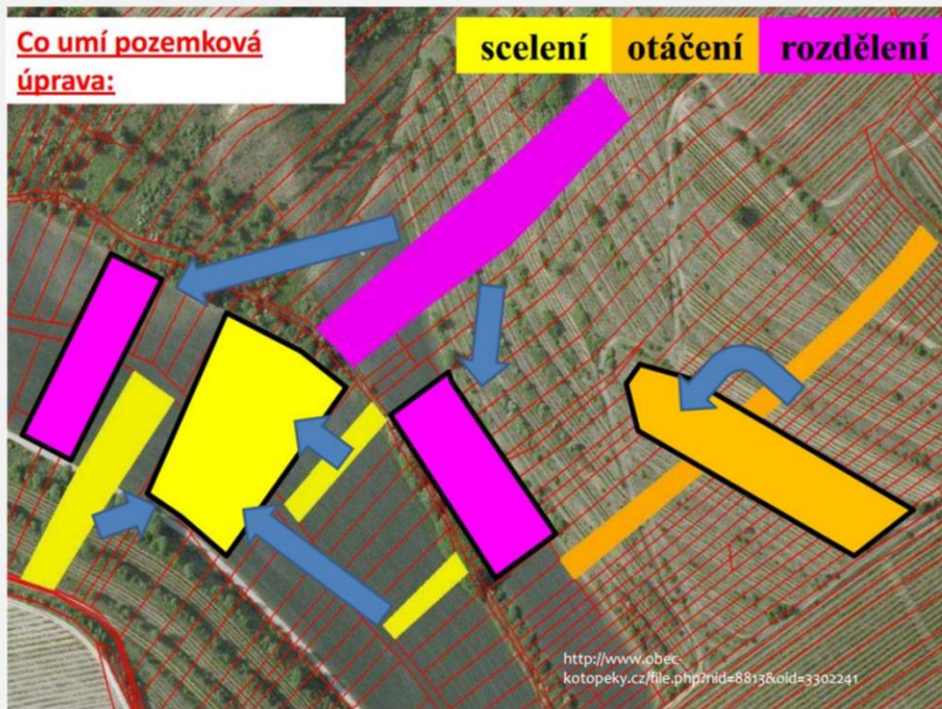 Co umí pozemková
úprava:
scelení otáčení rozdělení
http://www.obec-
kotopeky.cz/file.php?nid=8813&oid=3302241